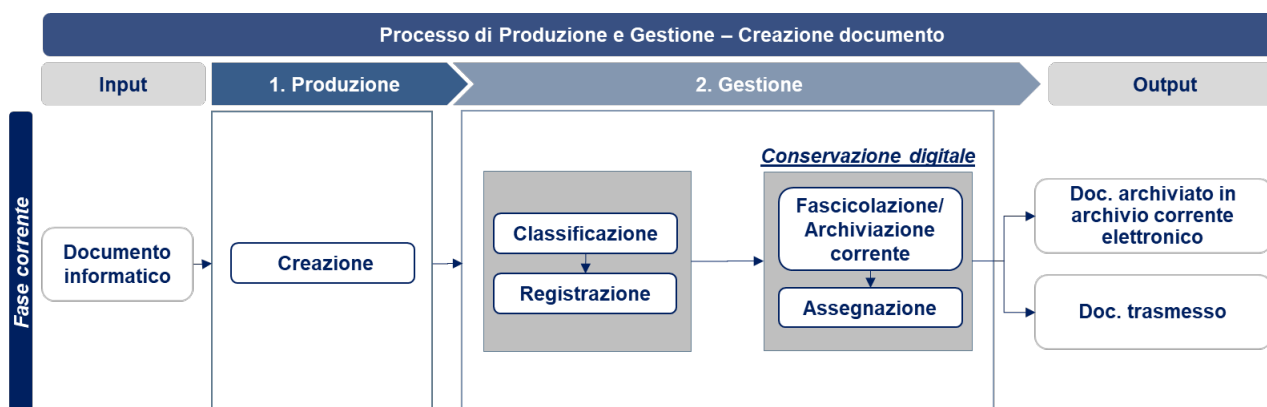 Processo di Produzione e Gestione – Creazione documento
Input
1. Produzione
2. Gestione
Output
Fase corrente
Documento
informatico
Creazione
Classificazione
Registrazione
Conservazione digitale
Fascicolazione/
Archiviazione
corrente
Assegnazione
Doc. archiviato in
archivio corrente
elettronico
Doc. trasmesso